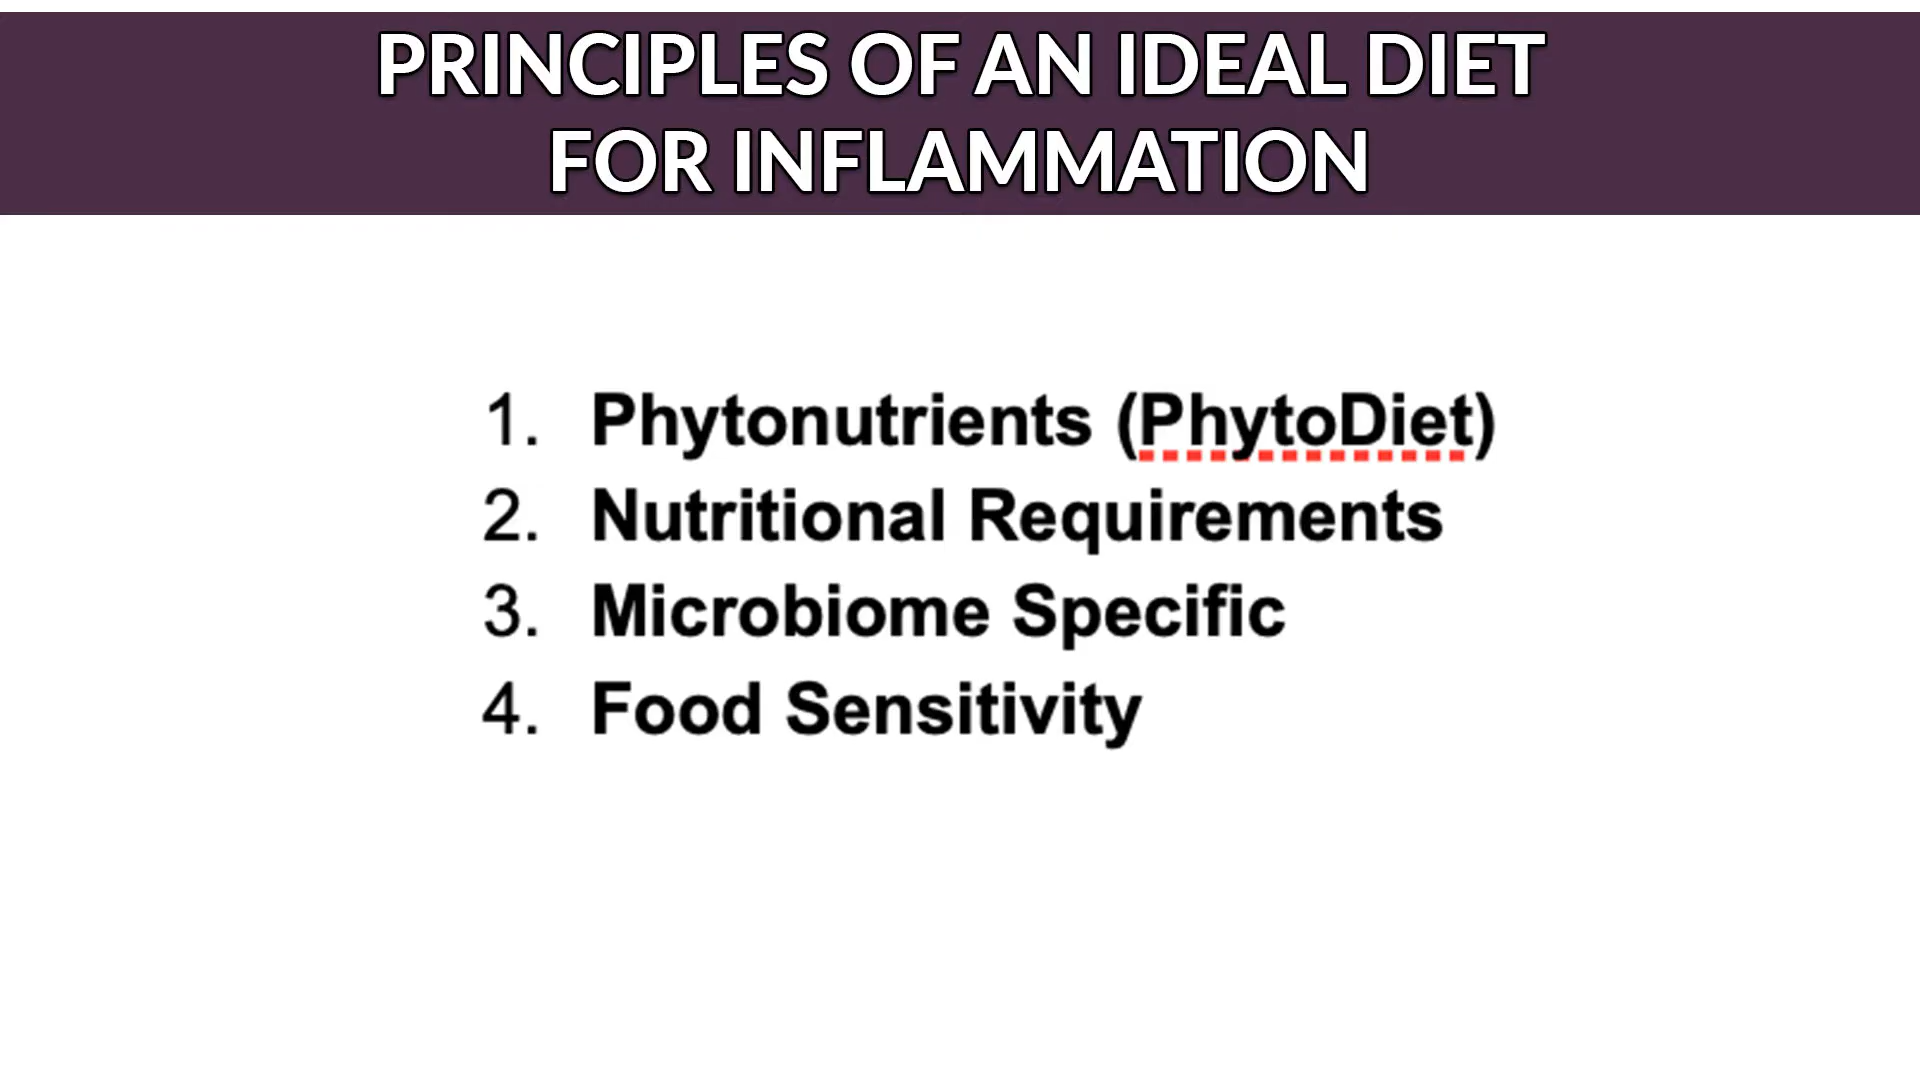 PRINCIPLES OF AN IDEAL DIET
FOR INFLAMMATION
1. Phytonutrients (PhytoDiet)
2. Nutritional Requirements
3. Microbiome Specific
4. Food Sensitivity